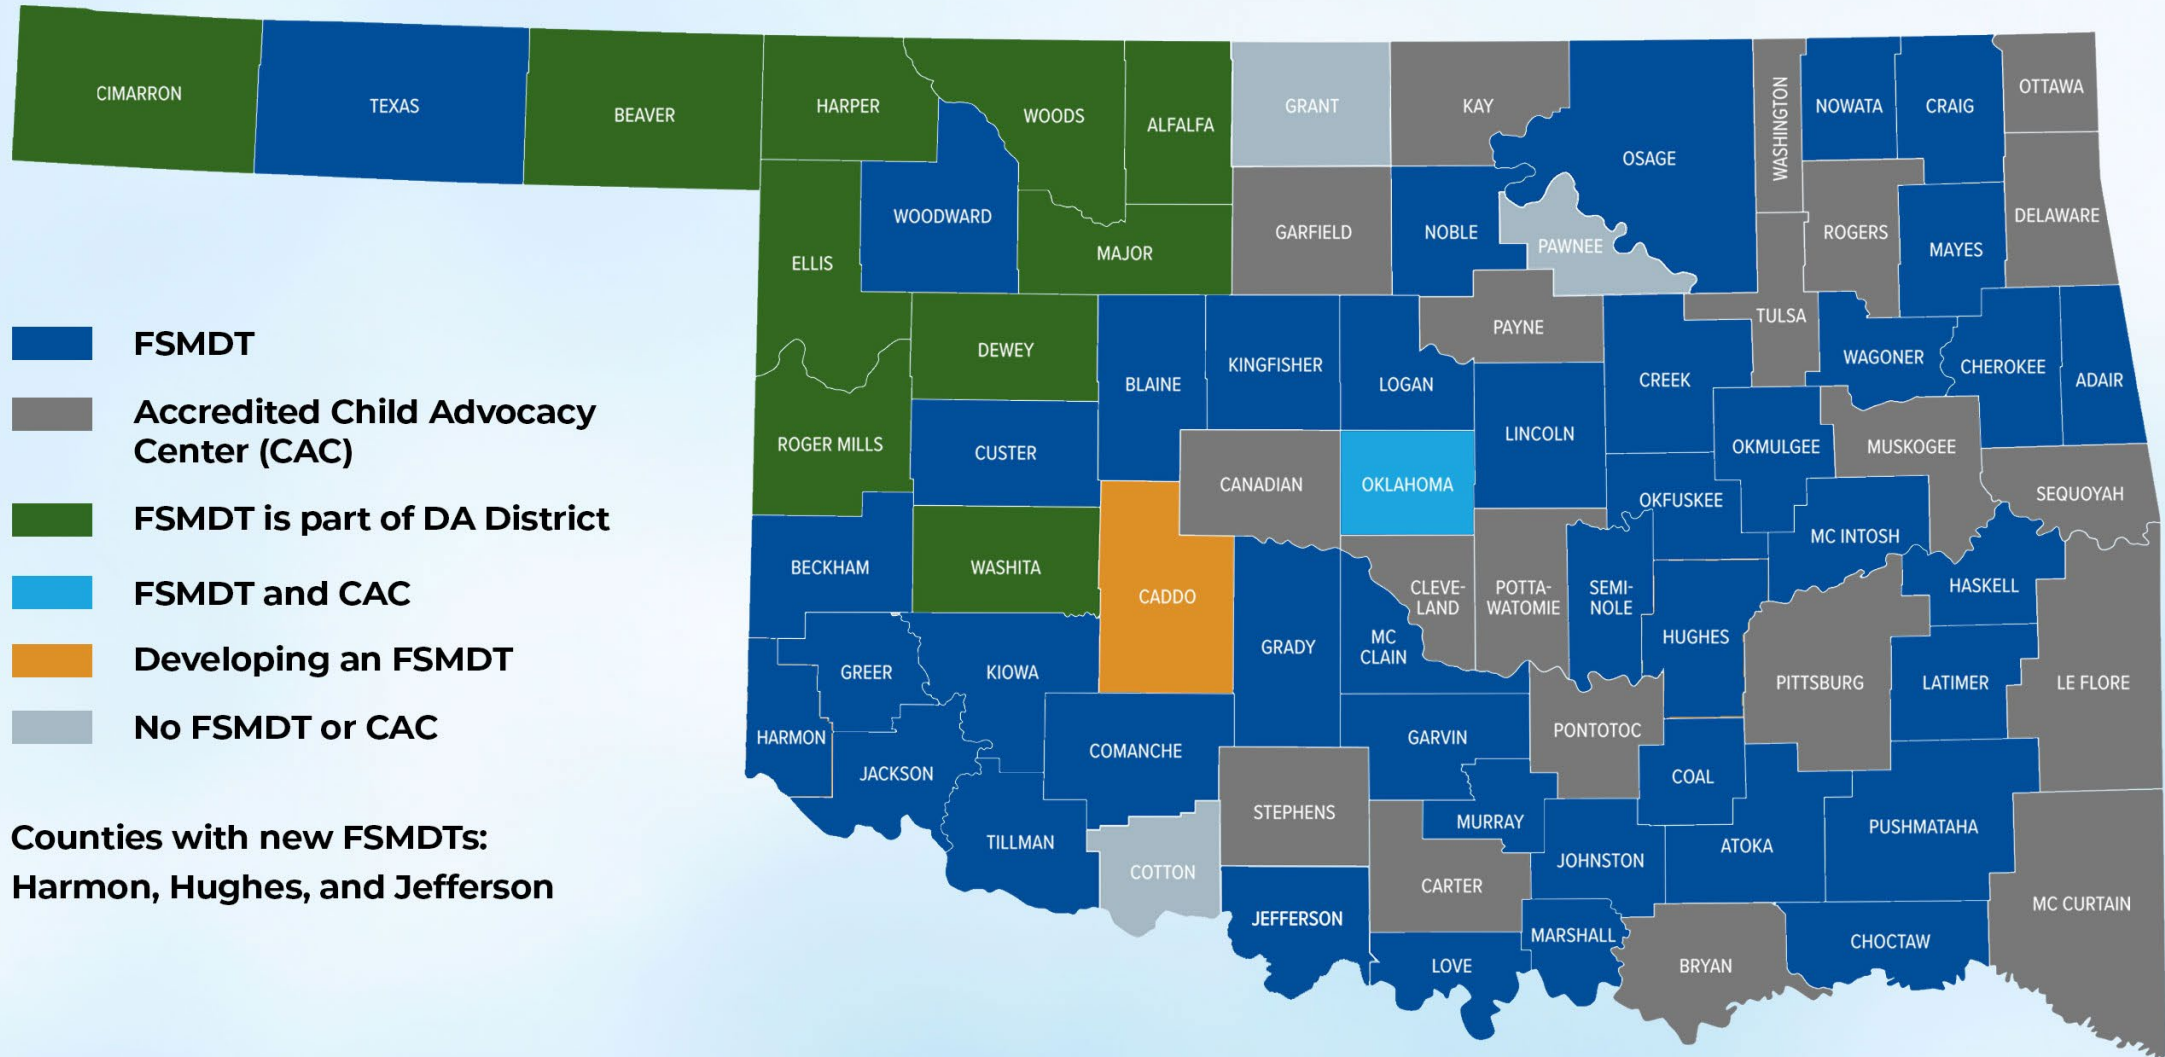 CIMARRON
TEXAS
BEAVER
HARPER
WOODS
ALFALFA
GRANT
KAY
OSAGE
WASHINGTON
NOWATA
CRAIG
OTTAWA
ELLIS
WOODWARD
MAJOR
GARFIELD
NOBLE
PAWNEE
ROGERS
MAYES
DELAWARE
DEWEY
BLAINE
KINGFISHER
LOGAN
PAYNE
CREEK
TULSA
WAGONER
CHEROKEE
ADAIR
ROGER MILLS
CUSTER
CANADIAN
OKLAHOMA
LINCOLN
OKFUSKEE
OKMULGEE
MUSKOGEE
SEQUOYAH
BECKHAM
WASHITA
CADDO
GRADY
MC
CLAIN
CLEVE-
LAND
POTTA-
WATOMIE
SEMI-
NOLE
HUGHES
MC INTOSH
HASKELL
GREER
KIOWA
PITTSBURG
LATIMER
LE FLORE
HARMON
JACKSON
COMANCHE
GARVIN
PONTOTOC
COAL
TILLMAN
COTTON
STEPHENS
MURRAY
JOHNSTON
ATOKA
PUSHMATAHA
JEFFERSON
CARTER
LOVE
MARSHALL
BRYAN
CHOCTAW
MC CURTAIN
FSMDT
Accredited Child Advocacy
Center (CAC)
FSMDT is part of DA District
FSMDT and CAC
Developing an FSMDT
No FSMDT or CAC
Counties with new FSMDTs:
Harmon, Hughes, and Jefferson